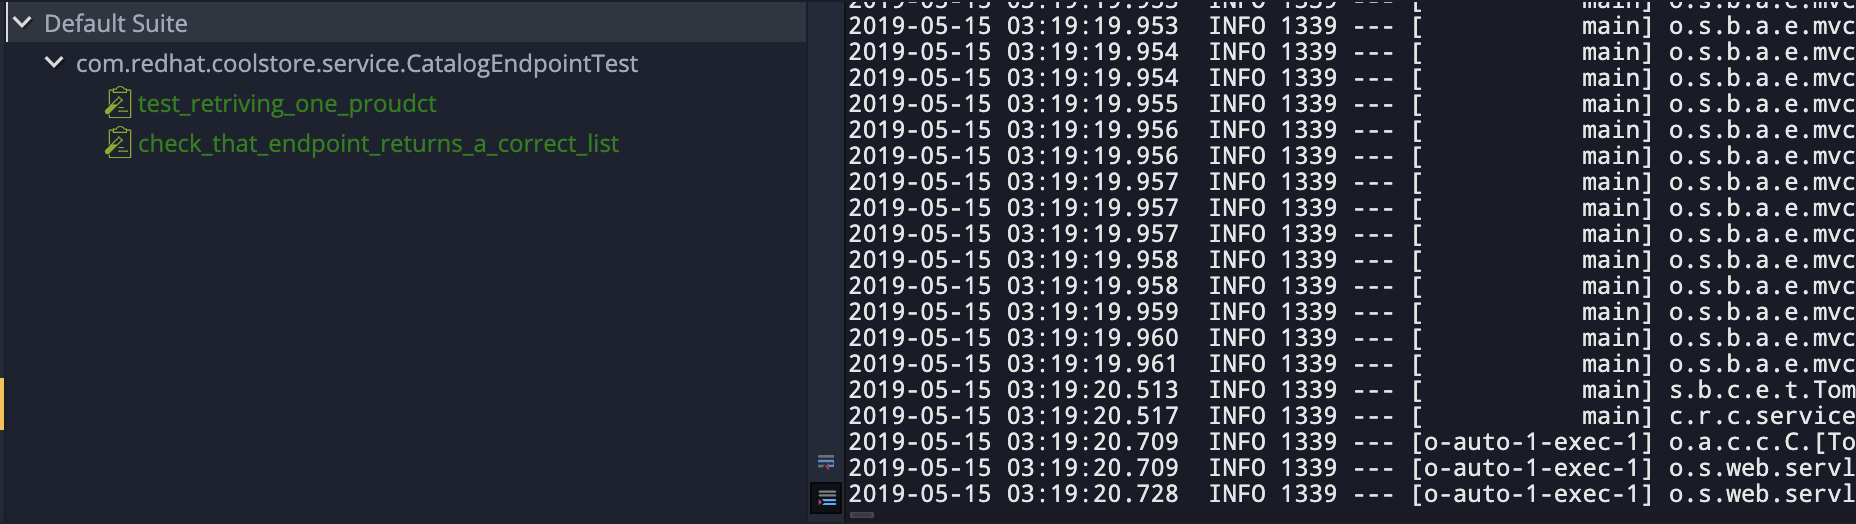 Default Suite
com.redhat.coolstore.service.CatalogEndpointTest
test_retriving_one_proudct
check_that_endpoint_returns_a_correct_list
2019-05-15 03:19:19.953  INFO 1339 --- [           main] o.s.b.a.e.mvc
2019-05-15 03:19:19.954  INFO 1339 --- [           main] o.s.b.a.e.mvc
2019-05-15 03:19:19.954  INFO 1339 --- [           main] o.s.b.a.e.mvc
2019-05-15 03:19:19.955  INFO 1339 --- [           main] o.s.b.a.e.mvc
2019-05-15 03:19:19.956  INFO 1339 --- [           main] o.s.b.a.e.mvc
2019-05-15 03:19:19.956  INFO 1339 --- [           main] o.s.b.a.e.mvc
2019-05-15 03:19:19.957  INFO 1339 --- [           main] o.s.b.a.e.mvc
2019-05-15 03:19:19.957  INFO 1339 --- [           main] o.s.b.a.e.mvc
2019-05-15 03:19:19.957  INFO 1339 --- [           main] o.s.b.a.e.mvc
2019-05-15 03:19:19.958  INFO 1339 --- [           main] o.s.b.a.e.mvc
2019-05-15 03:19:19.958  INFO 1339 --- [           main] o.s.b.a.e.mvc
2019-05-15 03:19:19.959  INFO 1339 --- [           main] o.s.b.a.e.mvc
2019-05-15 03:19:19.960  INFO 1339 --- [           main] o.s.b.a.e.mvc
2019-05-15 03:19:19.961  INFO 1339 --- [           main] o.s.b.a.e.mvc
2019-05-15 03:19:20.513  INFO 1339 --- [           main] s.b.c.e.t.Tom
2019-05-15 03:19:20.517  INFO 1339 --- [           main] c.r.c.service
2019-05-15 03:19:20.709  INFO 1339 --- [o-auto-1-exec-1] o.a.c.c.C.[To
2019-05-15 03:19:20.709  INFO 1339 --- [o-auto-1-exec-1] o.s.web.servl
2019-05-15 03:19:20.728  INFO 1339 --- [o-auto-1-exec-1] o.s.web.servl